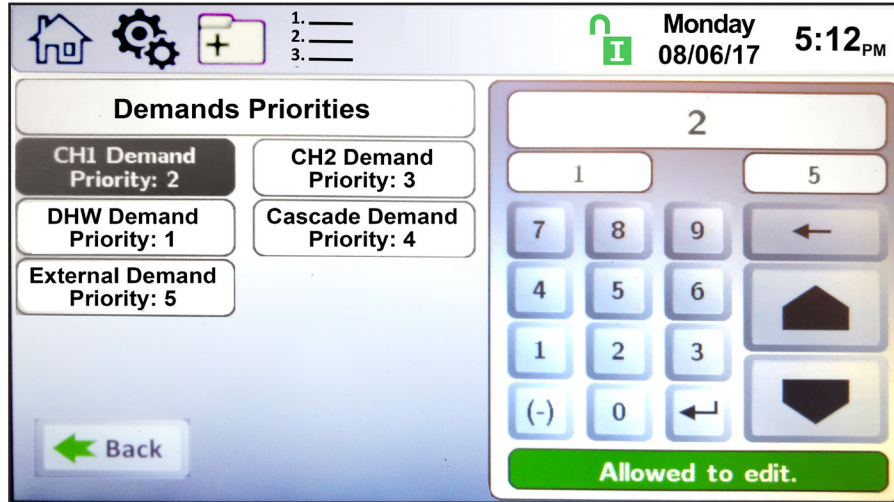 1.
2.
3.
I
Monday
08/06/17
5:12PM
Demands Priorities
CH1 Demand
Priority: 2
CH2 Demand
Priority: 3
DHW Demand
Priority: 1
Cascade Demand
Priority: 4
External Demand
Priority: 5
Back
2
1
5
7
8
9
4
5
6
1
2
3
(-)
0
Allowed to edit.